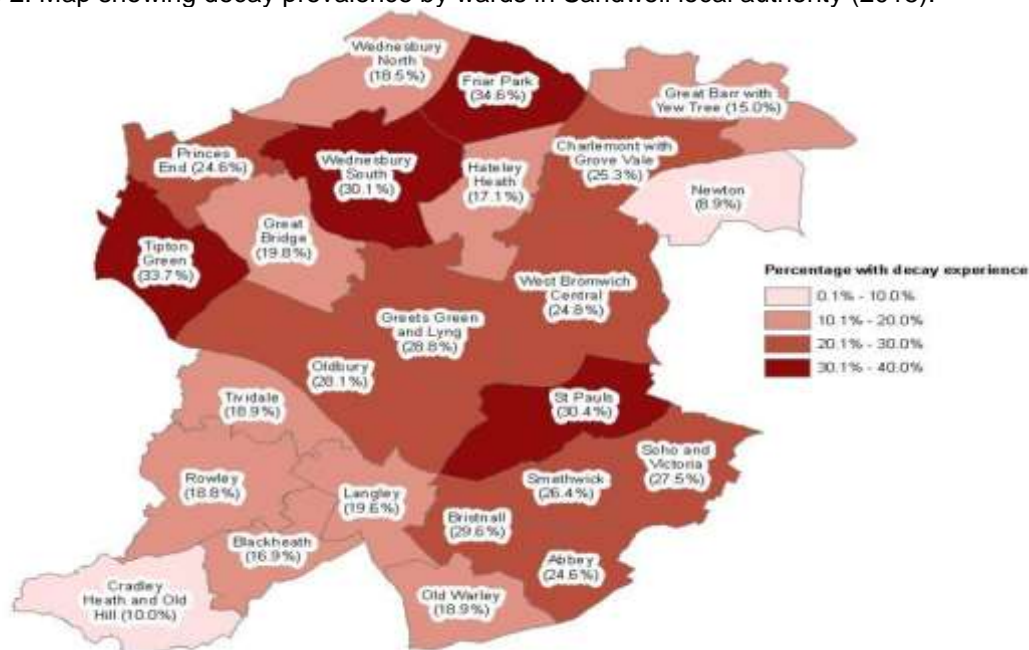 2. Map showing decay prevalence by wards in Sandwell local authority (2018).
Wednesbury
North
(18.5%)
Friar Park
(34.6%)
Great Barr with
Yew Tree (15.0%)
Princes
End (24.6%)
Wednesbury
South
(30.1%)
Hateley
Heath
(17.1%)
Charlemont with
Grove Vale
(25.3%)
Newton
(8.9%)
Tipton
Green
(33.7%)
Great
Bridge
(19.8%)
Percentage with decay experience
0.1% - 10.0%
10.1% - 20.0%
20.1% - 30.0%
30.1% - 40.0%
West Bromwich
Central
(24.8%)
Greets Green
and Lyng
(28.8%)
Oldbury
(28.1%)
Tividale
(18.9%)
St Pauls
(30.4%)
Soho and
Victoria
(27.5%)
Rowley
(18.8%)
Langley
(19.6%)
Smethwick
(26.4%)
Bristnall
(29.6%)
Blackheath
(16.9%)
Abbey
(24.6%)
Cradley
Heath and Old
Hill (10.0%)
Old Warley
(18.9%)